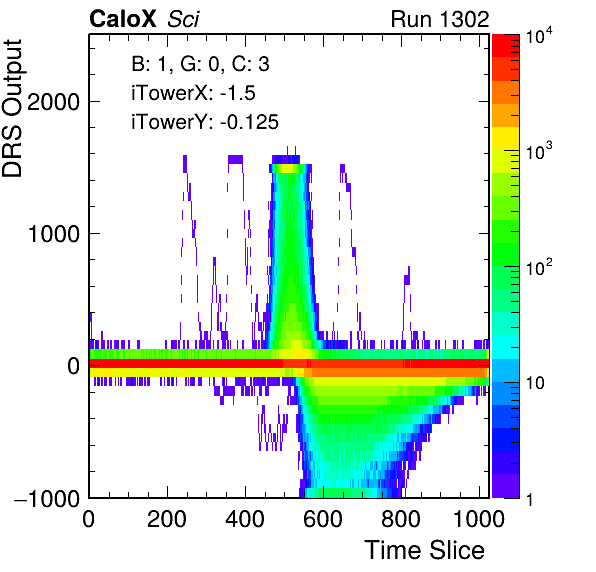 CaloX Sci
Run 1302
B: 1, G: 0, C: 3
iTowerX: -1.5
iTowerY: -0.125
DRS Output
2000
1000
0
−1000
0 200 400 600 800 1000
Time Slice
10^4
10^3
10^2
10
1